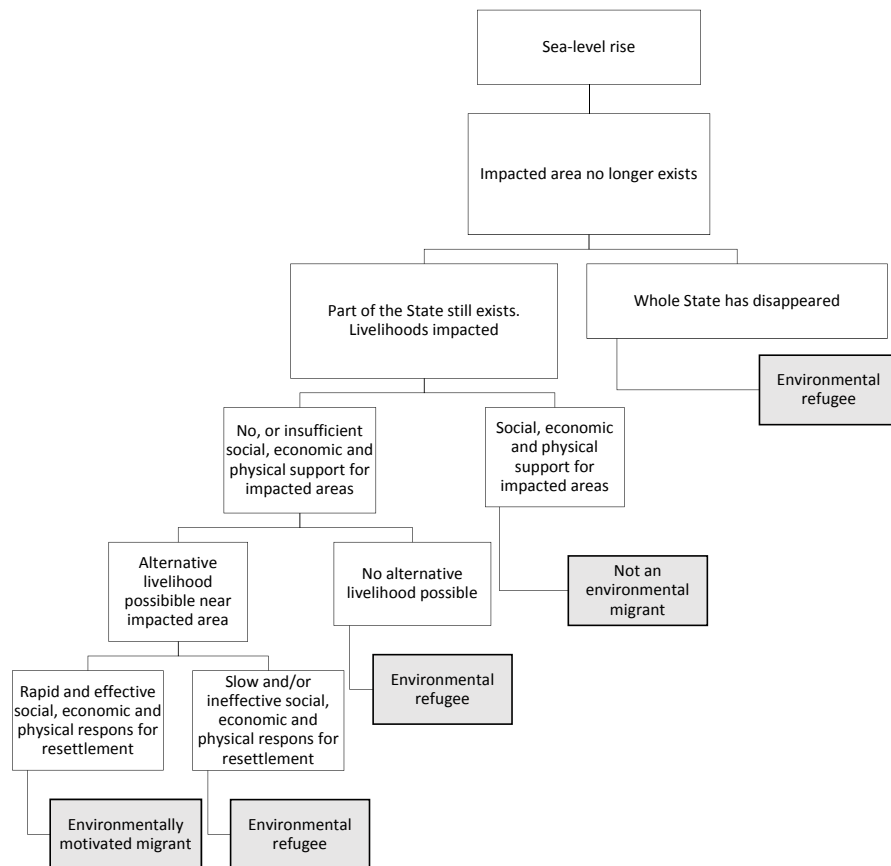 Sea-level rise
Impacted area no longer exists
Part of the State still exists.
Livelihoods impacted
Whole State has disappeared
Environmental
refugee
No, or insufficient
social, economic and
physical support for
impacted areas
Social, economic
and physical
support for
impacted areas
Alternative
livelihood
possibible near
impacted area
No alternative
livelihood possible
Not an
environmental
migrant
Rapid and effective
social, economic and
physical respons for
resettlement
Slow and/or
ineffective social,
economic and
physical respons for
resettlement
Environmental
refugee
Environmentally
motivated migrant
Environmental
refugee